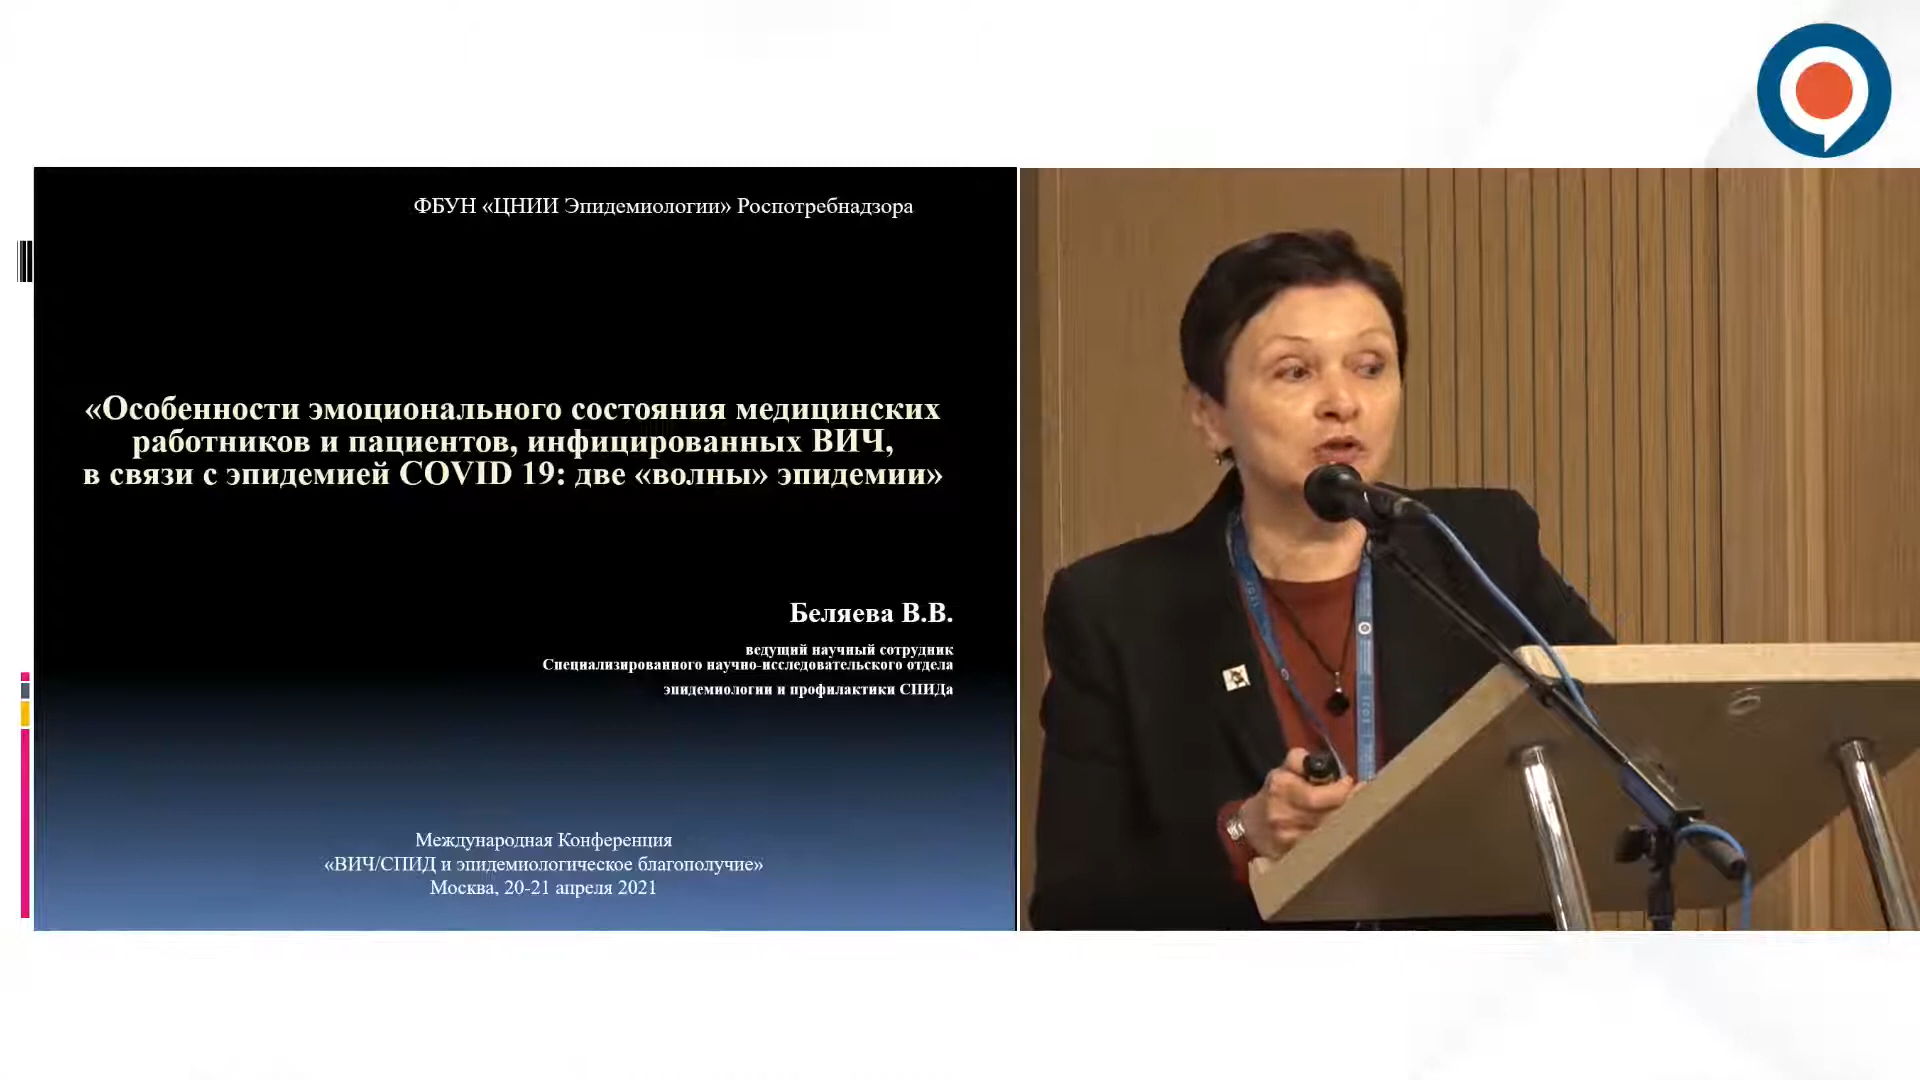 ФБУН «ЦНИИ Эпидемиологии» Роспотребнадзора
«Особенности эмоционального состояния медицинских
работников и пациентов, инфицированных ВИЧ,
в связи с эпидемией COVID 19: две «волны» эпидемии»
Беляева В.В.
ведущий научный сотрудник
Специализированного научно-исследовательского отдела
эпидемиологии и профилактики СПИДа
Международная Конференция
«ВИЧ/СПИД и эпидемиологическое благополучие»
Москва, 20-21 апреля 2021